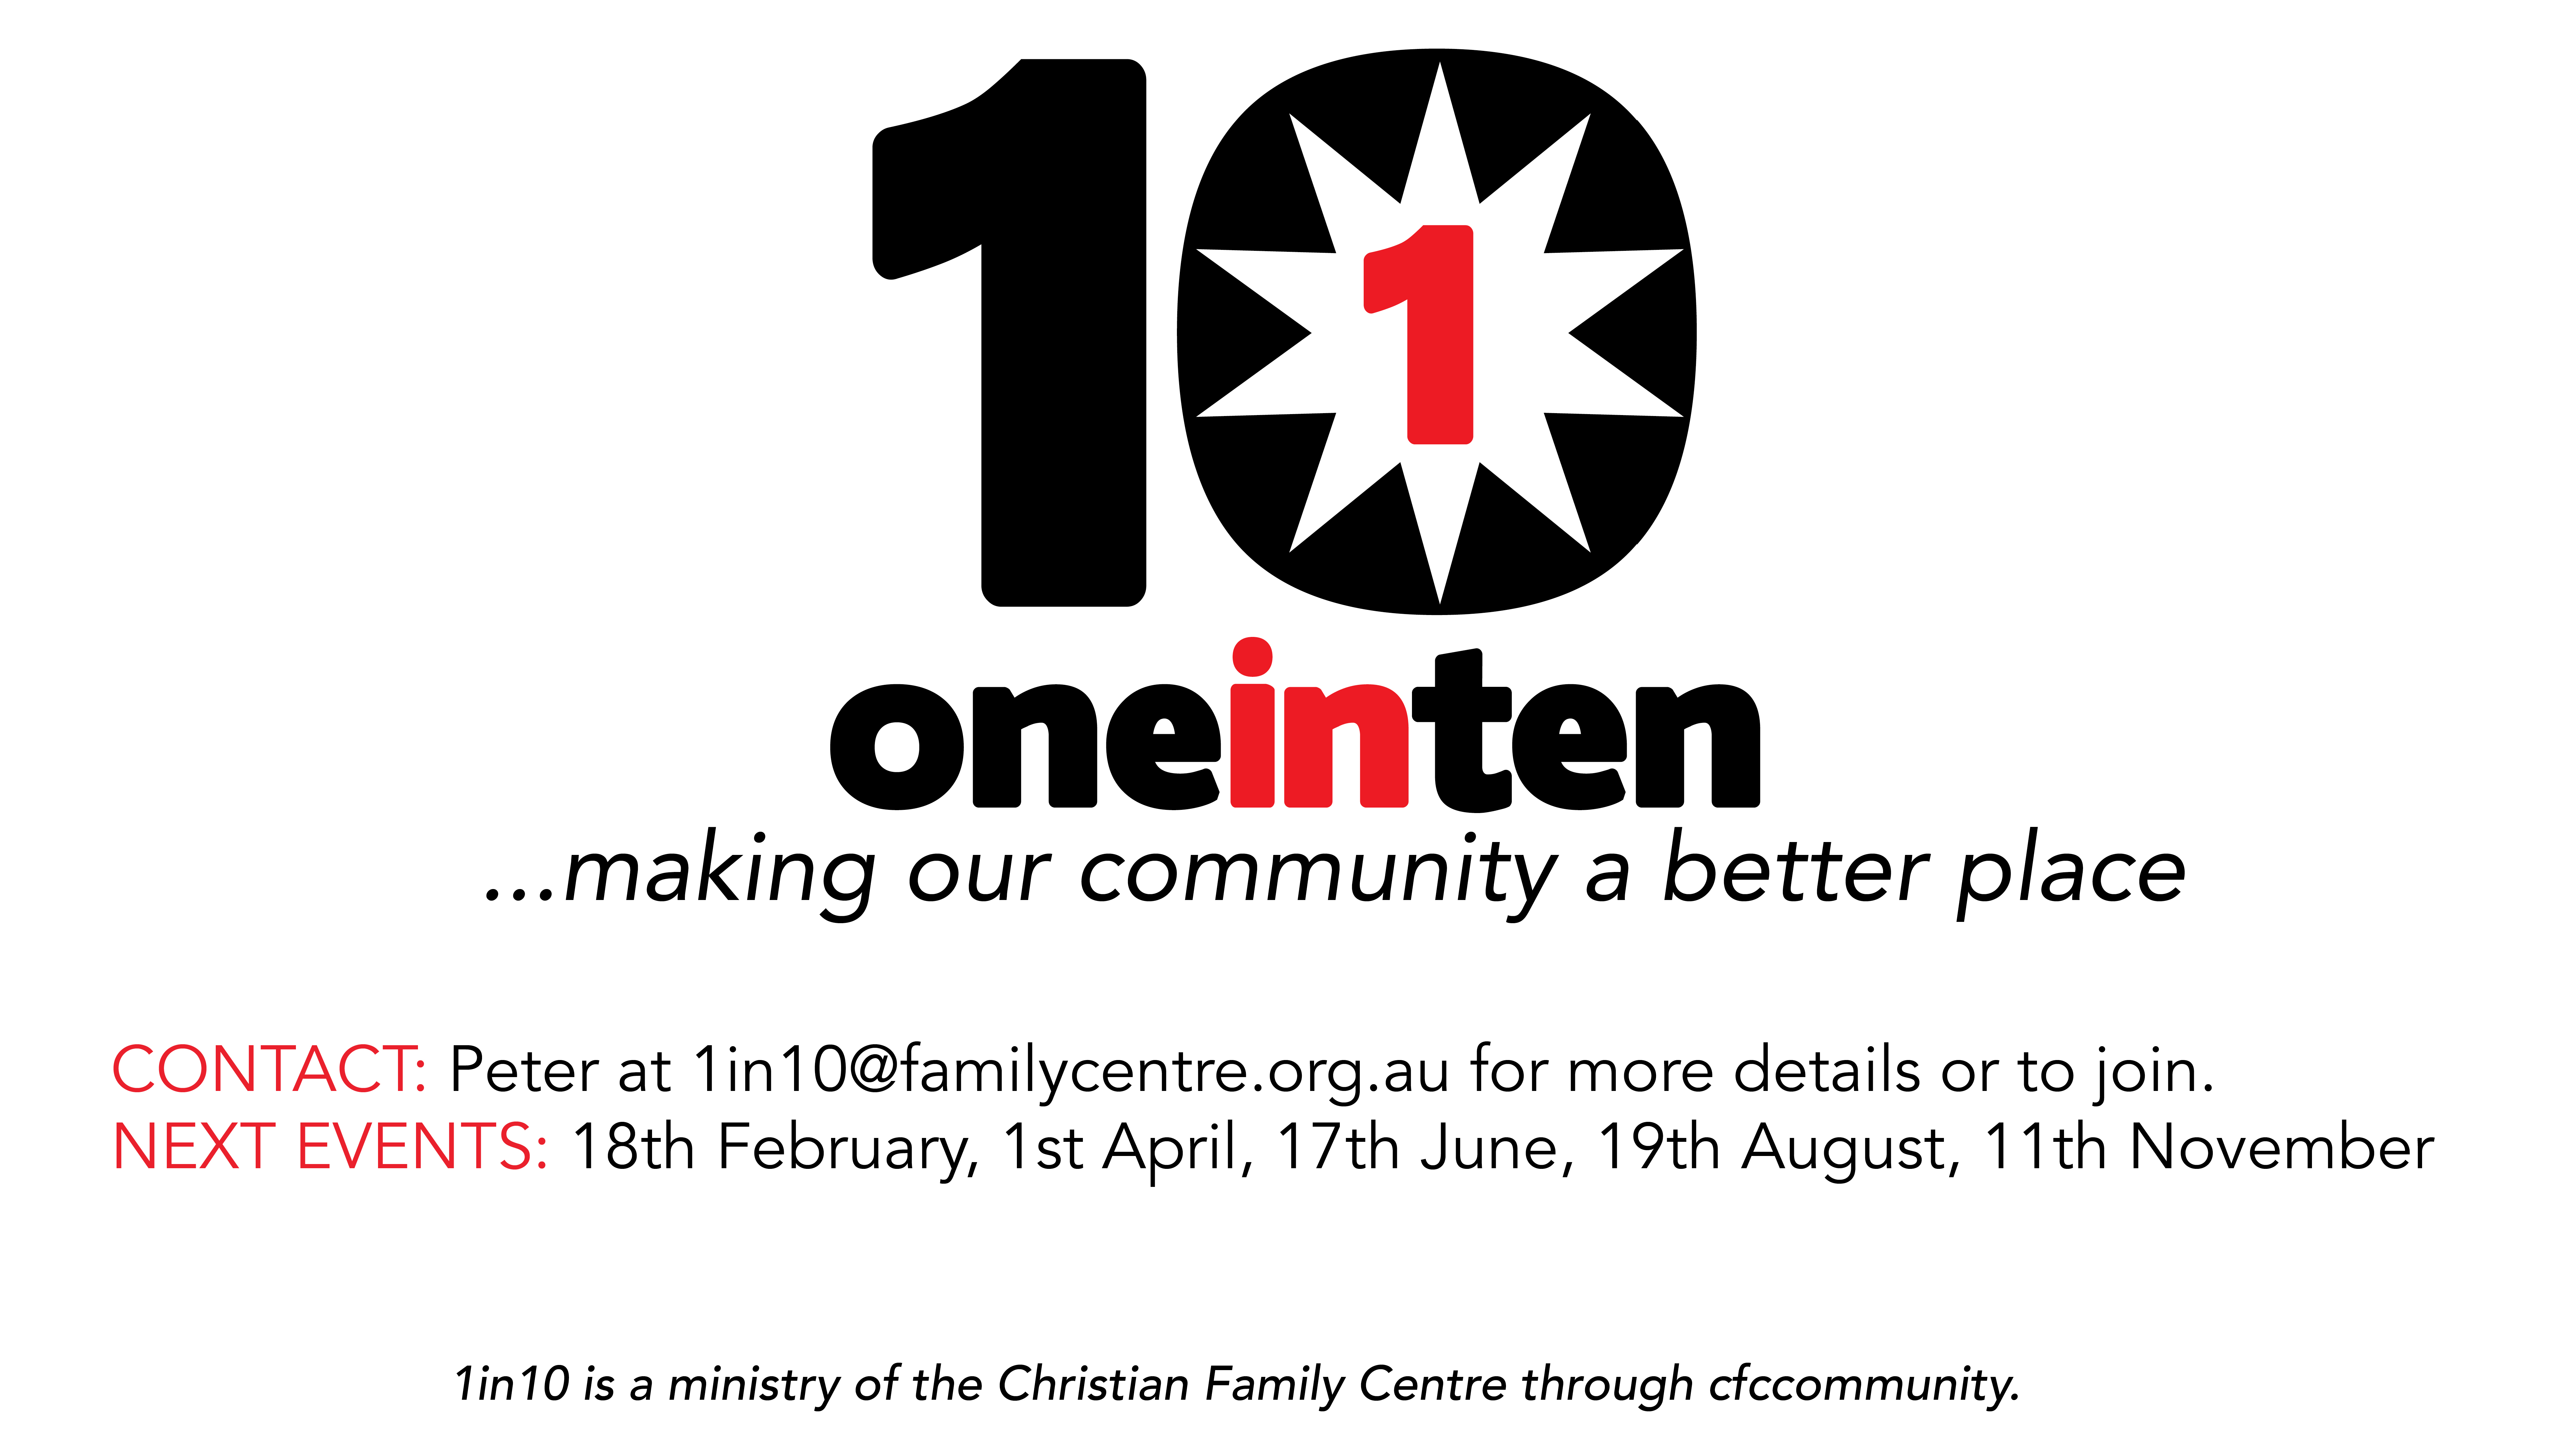 10
1
oneinten
...making our community a better place
CONTACT: Peter at 1in10@familycentre.org.au for more details or to join.
NEXT EVENTS: 18th February, 1st April, 17th June, 19th August, 11th November
1in10 is a ministry of the Christian Family Centre through cfccommunity.